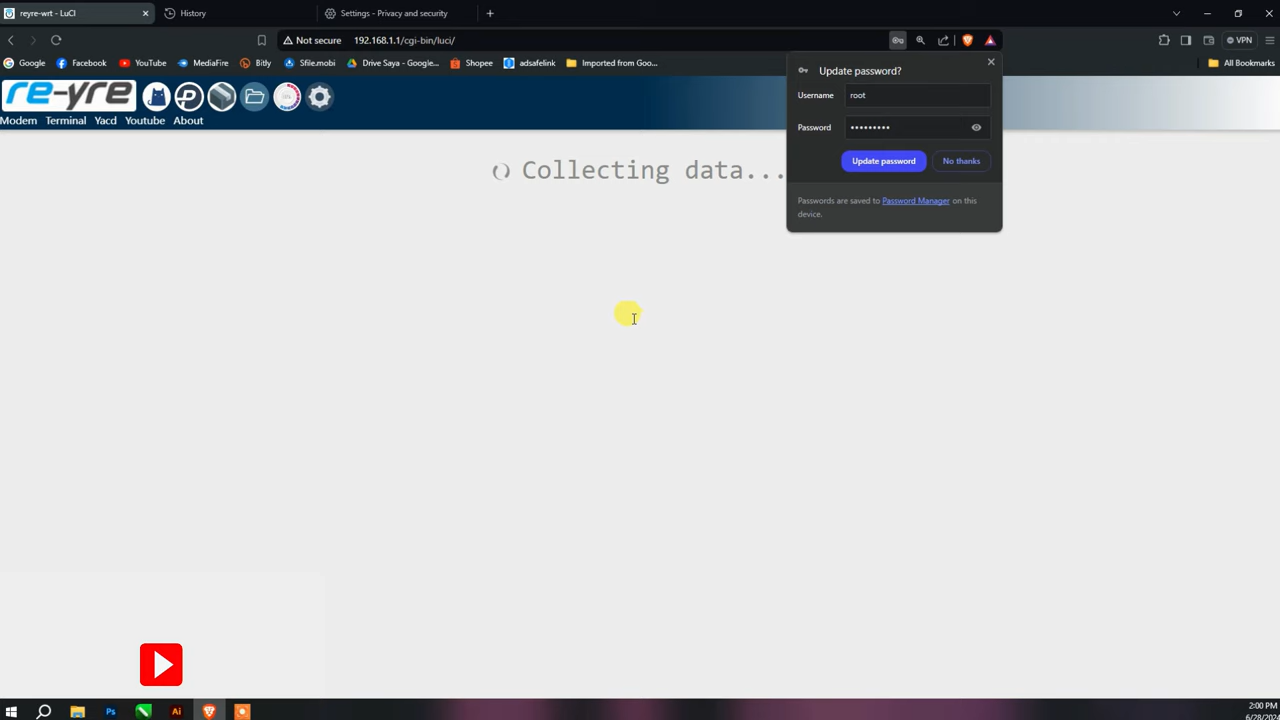 reyre-wrt - LuCI
History
Settings - Privacy and security
Not secure
192.168.1.1/cgi-bin/luci/
VPN
Google
Facebook
YouTube
MediaFire
Bitly
Sfile.mobi
Drive Saya - Google...
Shopee
adsafelink
Imported from Goo...
All Bookmarks
re-yre
Modem
Terminal
Yacd
Youtube
About
Collecting data...
Update password?
Username
root
Password
•••••••••
Update password
No thanks
Passwords are saved to Password Manager on this
device.
Ps
Ai
2:00 PM